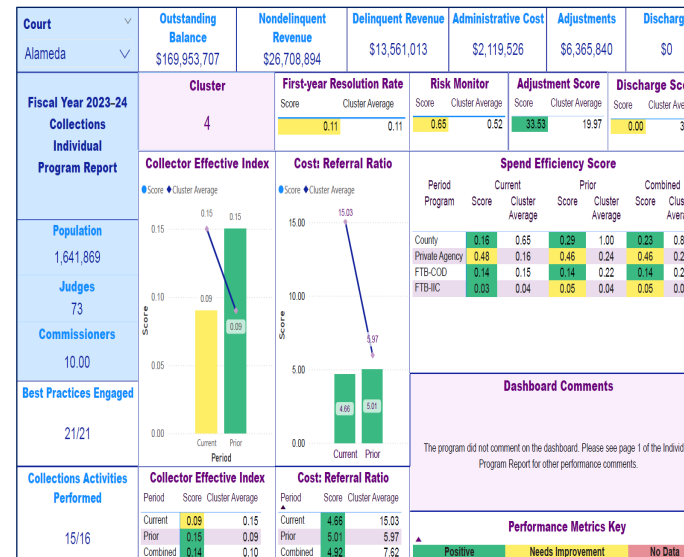 Court
Alameda
Outstanding
Balance
$169,953,707
Nondelinquent
Revenue
$26,708,894
Delinquent Revenue
$13,561,013
Administrative Cost
$2,119,526
Adjustments
$6,365,840
Discharg
$0
Fiscal Year 2023–24
Collections
Individual
Program Report
Cluster
4
First-year Resolution Rate
Score Cluster Average
0.11 0.11
Risk Monitor
Score Cluster Average
0.65 0.52
Adjustment Score
Score Cluster Average
33.53 19.97
Discharge Sco
Score Cluster Ave
0.00 3
Population
1,641,869
Judges
73
Commissioners
10.00
Best Practices Engaged
21/21
Collections Activities
Performed
15/16
Collector Effective Index
Score Cluster Average
0.15 0.15
0.15
0.10
0.09
0.09
0.05
0.00
Score
Current Prior
Period
Cost: Referral Ratio
Score Cluster Average
15.03
15.00
10.00
5.97
5.00
4.66 5.01
0.00
Score
Current Prior
Spend Efficiency Score
Period Current Prior Combined
Program Score Cluster Score Cluster Score Clus
Average Average Avera
County 0.16 0.65 0.29 1.00 0.23 0.8
Private Agency 0.48 0.16 0.46 0.24 0.46 0.2
FTB-COD 0.14 0.15 0.14 0.22 0.14 0.2
FTB-IIC 0.03 0.04 0.05 0.04 0.05 0.0
Dashboard Comments
The program did not comment on the dashboard. Please see page 1 of the Individ
Program Report for other performance comments.
Collector Effective Index
Period Score Cluster Average
Current 0.09 0.15
Prior 0.15 0.09
Combined 0.14 0.10
Cost: Referral Ratio
Period Score Cluster Average
Current 4.66 15.03
Prior 5.01 5.97
Combined 4.92 7.62
Performance Metrics Key
Positive Needs Improvement No Data